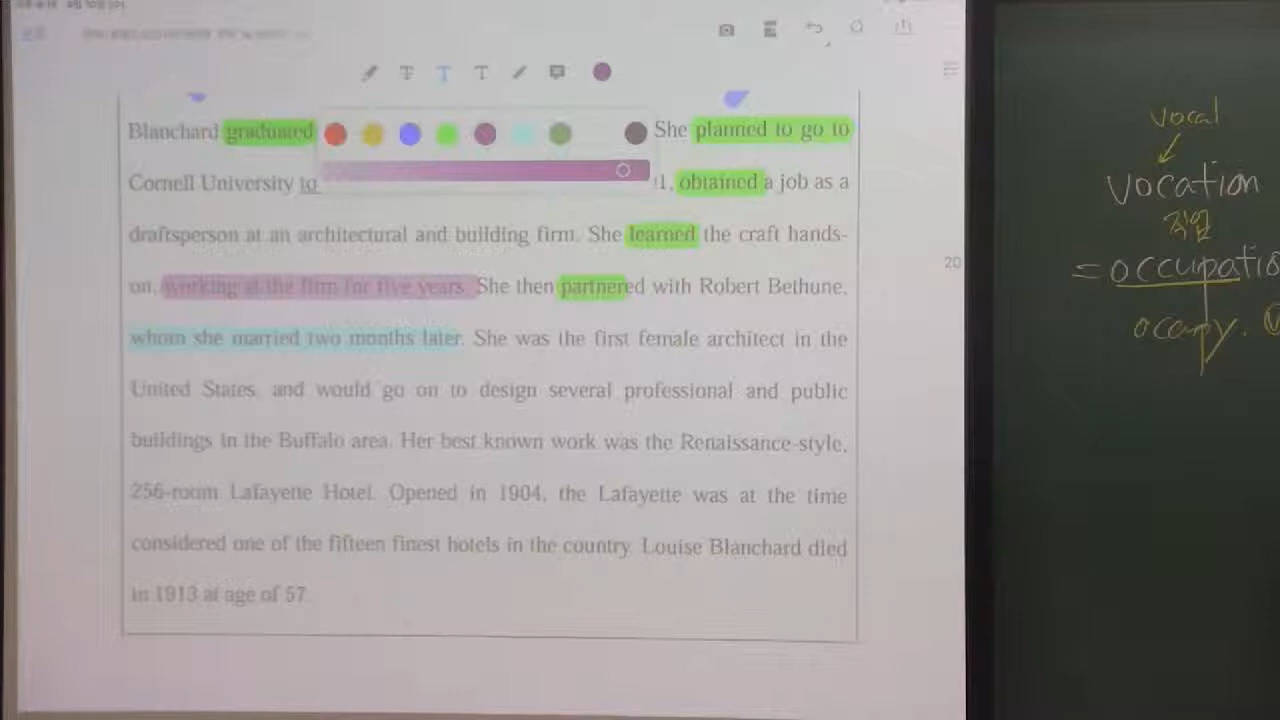 Blanchard graduated She planned to go to
Cornell University to 1, obtained a job as a
draftsperson at an architectural and building firm. She learned the craft hands-
on, working at the firm for five years. She then partnered with Robert Bethune,
whom she married two months later. She was the first female architect in the
United States, and would go on to design several professional and public
buildings in the Buffalo area. Her best known work was the Renaissance-style,
256-room Lafayette Hotel. Opened in 1904, the Lafayette was at the time
considered one of the fifteen finest hotels in the country. Louise Blanchard died
in 1913 at age of 57.
20
vocal
vocation
직업
=occupatio
ocapy.